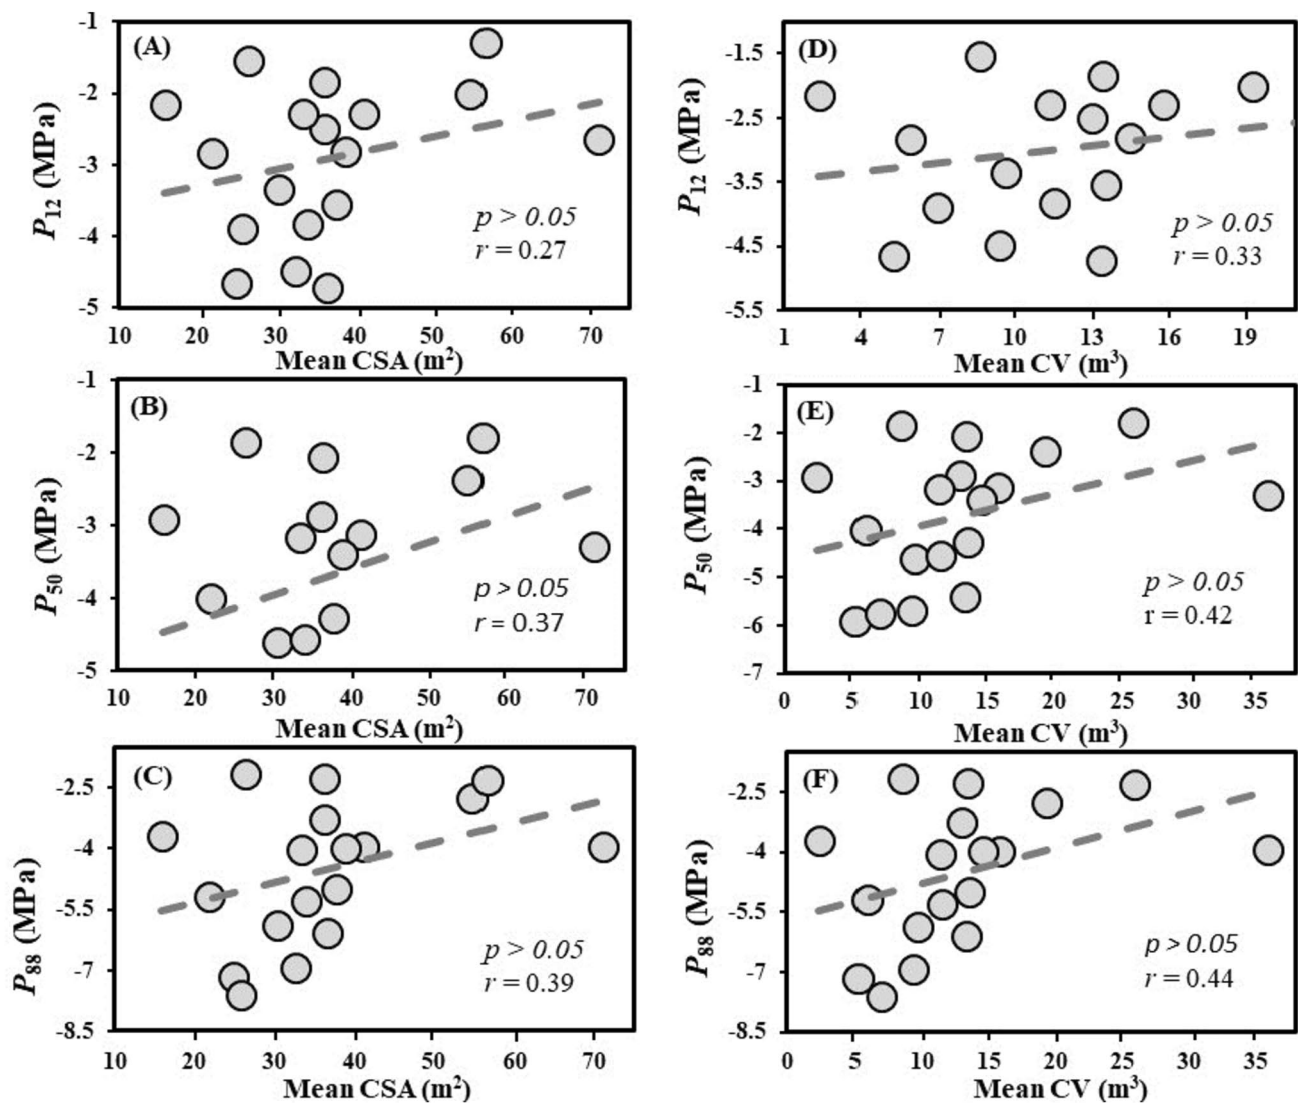 (A)
-1
-2
-3
-4
-5
P12 (MPa)
p > 0.05
r = 0.27
10 20 30 40 50 60 70
Mean CSA (m2)
(D)
-1.5
-2.5
-3.5
-4.5
-5.5
P12 (MPa)
p > 0.05
r = 0.33
1 4 7 10 13 16 19
Mean CV (m3)
(B)
-1
-2
-3
-4
-5
P50 (MPa)
p > 0.05
r = 0.37
10 20 30 40 50 60 70
Mean CSA (m2)
(E)
-1
-2
-3
-4
-5
-6
-7
P50 (MPa)
p > 0.05
r = 0.42
0 5 10 15 20 25 30 35
Mean CV (m3)
(C)
-2.5
-4
-5.5
-7
-8.5
P88 (MPa)
p > 0.05
r = 0.39
10 20 30 40 50 60 70
Mean CSA (m2)
(F)
-2.5
-4
-5.5
-7
-8.5
P88 (MPa)
p > 0.05
r = 0.44
0 5 10 15 20 25 30 35
Mean CV (m3)